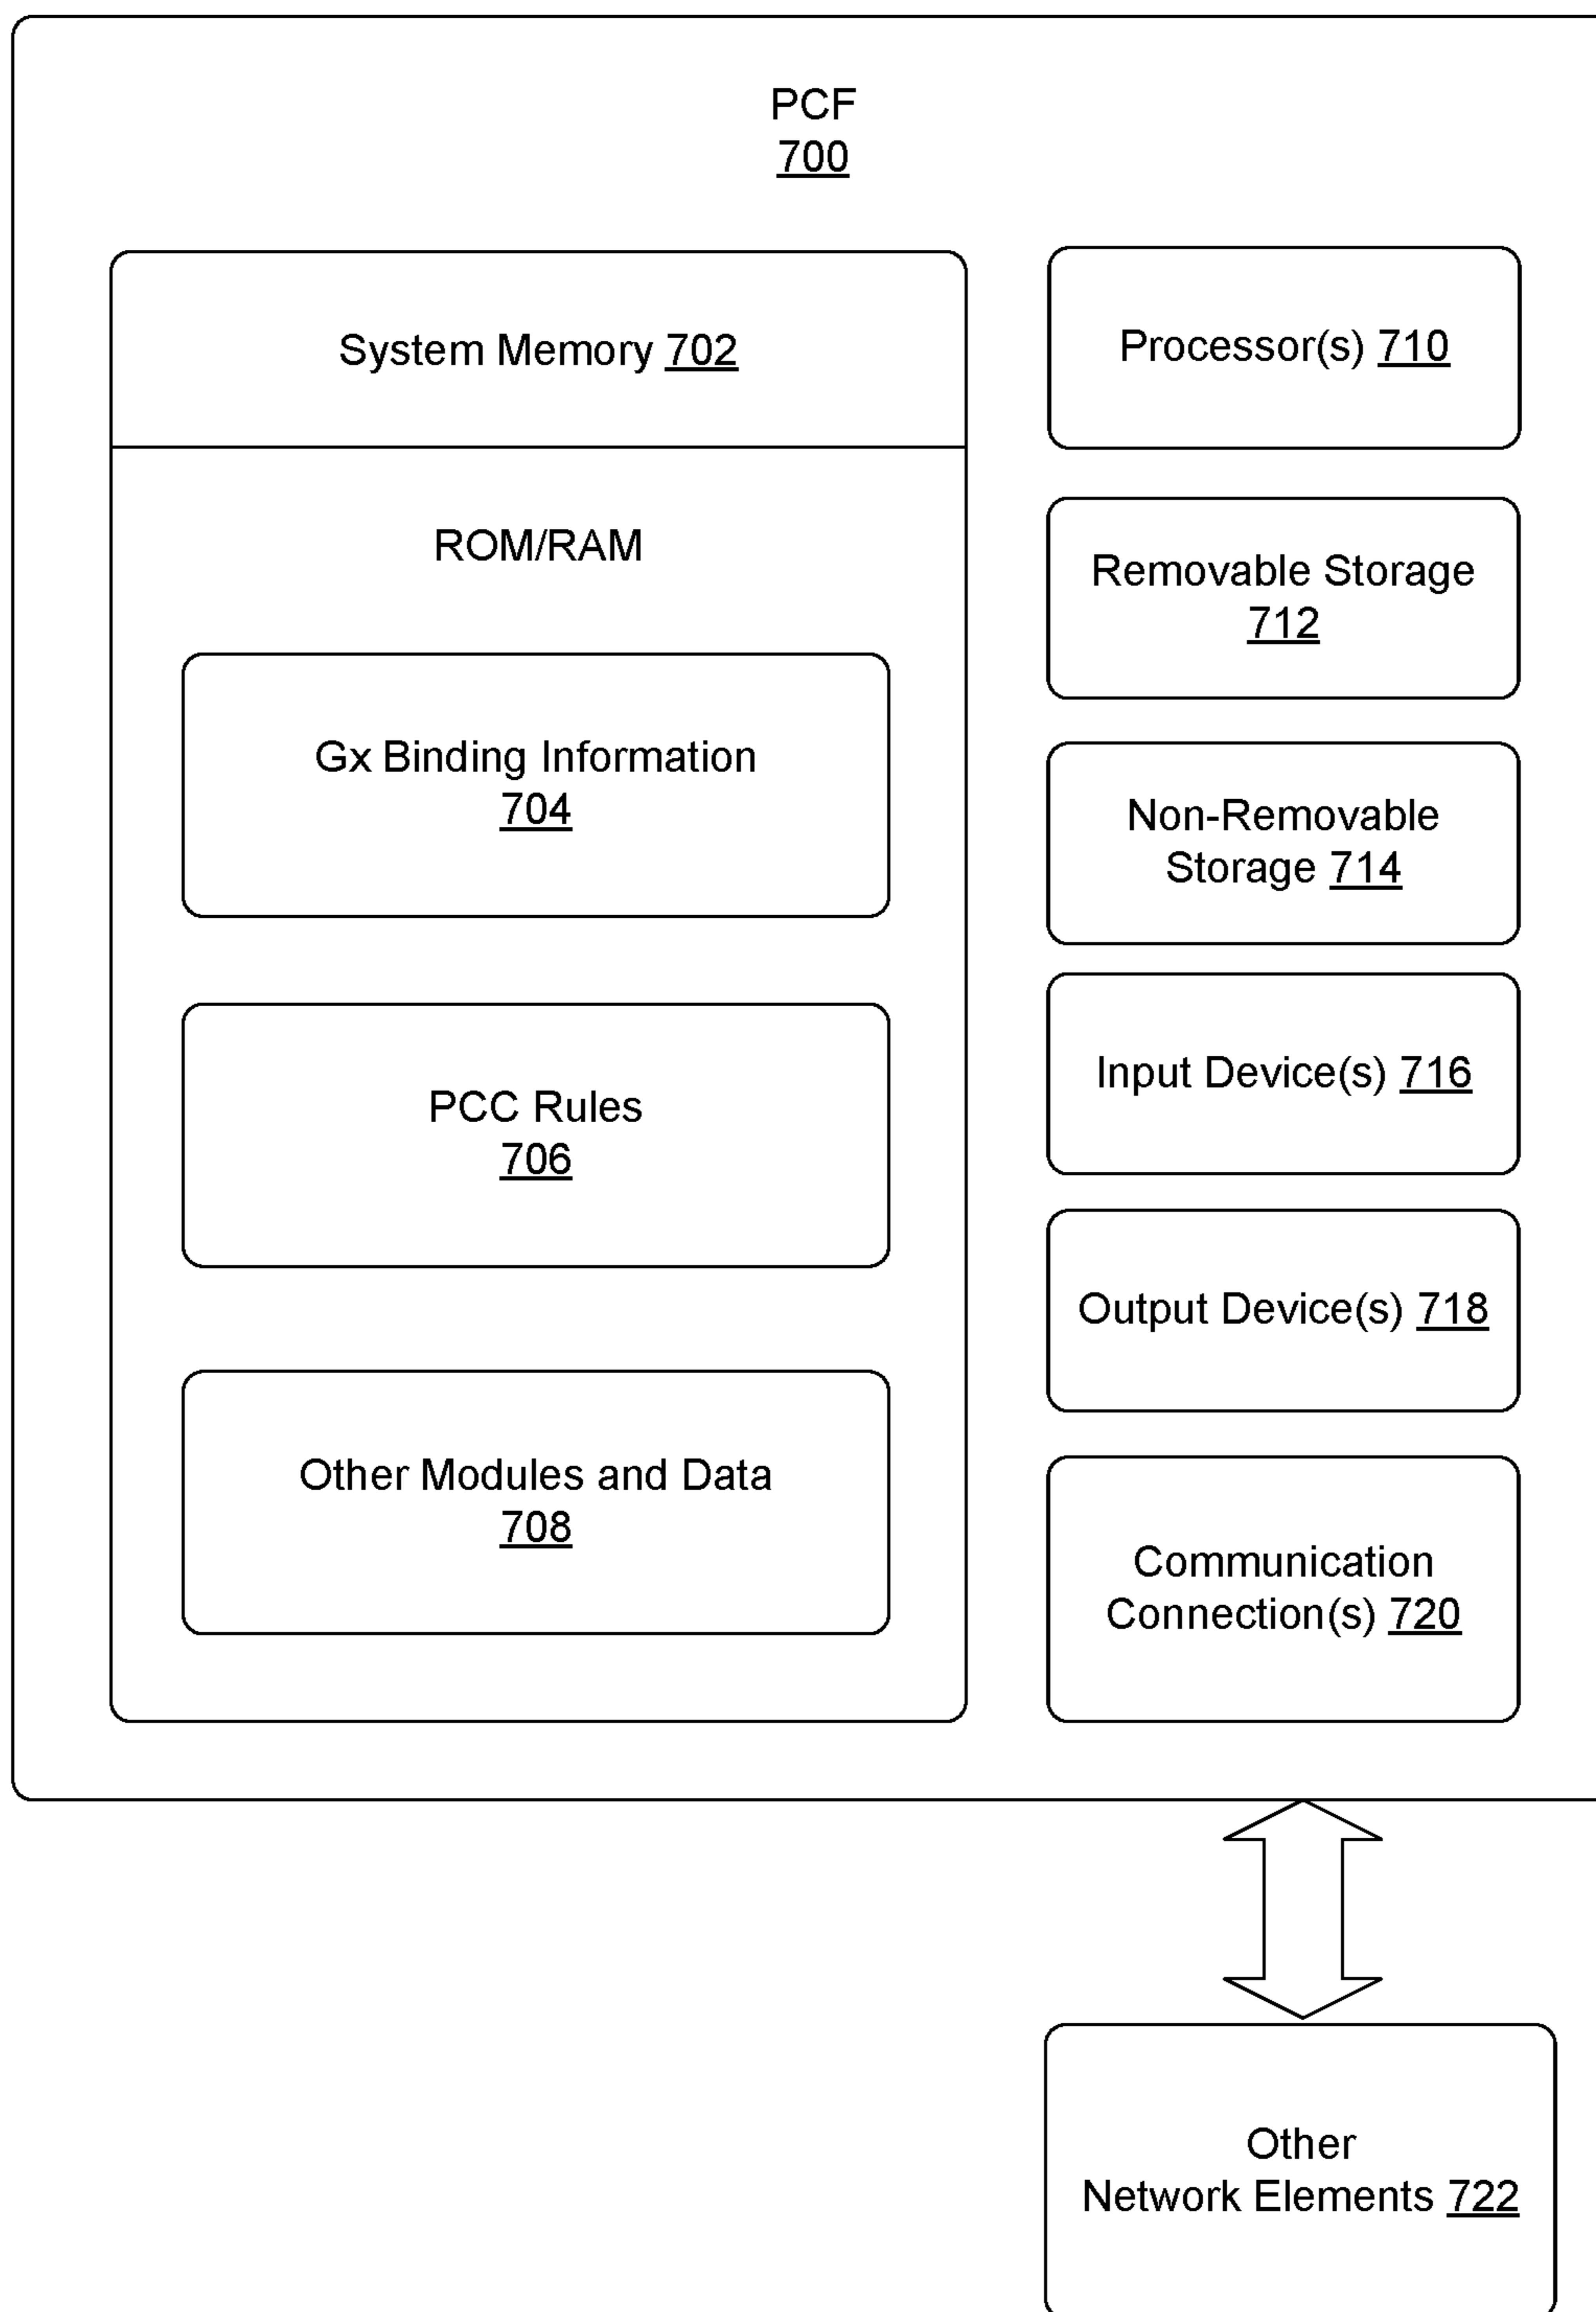 PCF
700
System Memory 702
ROM/RAM
Gx Binding Information
704
PCC Rules
706
Other Modules and Data
708
Processor(s) 710
Removable Storage
712
Non-Removable
Storage 714
Input Device(s) 716
Output Device(s) 718
Communication
Connection(s) 720
Other
Network Elements 722